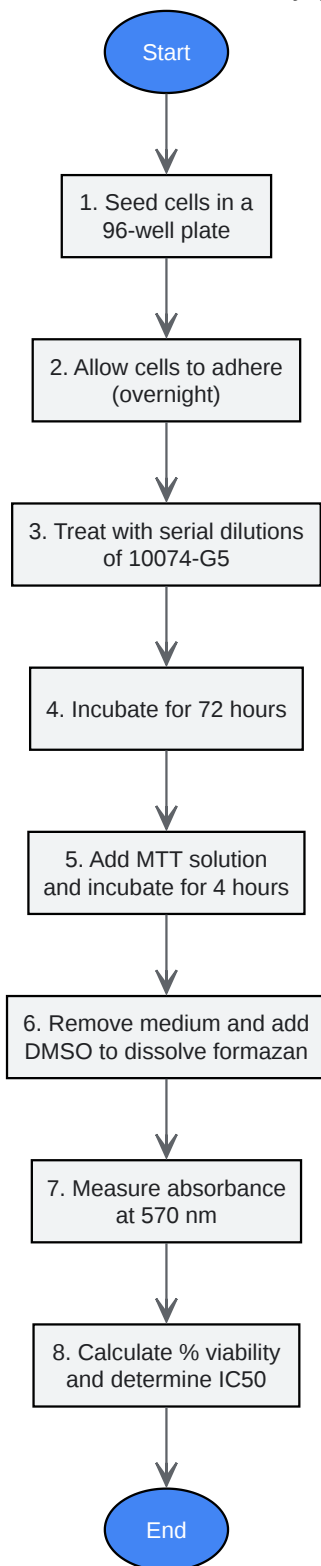 Start
1. Seed cells in a
96-well plate
2. Allow cells to adhere
(overnight)
3. Treat with serial dilutions
of 10074-G5
4. Incubate for 72 hours
5. Add MTT solution
and incubate for 4 hours
6. Remove medium and add
DMSO to dissolve formazan
7. Measure absorbance
at 570 nm
8. Calculate % viability
and determine IC50
End